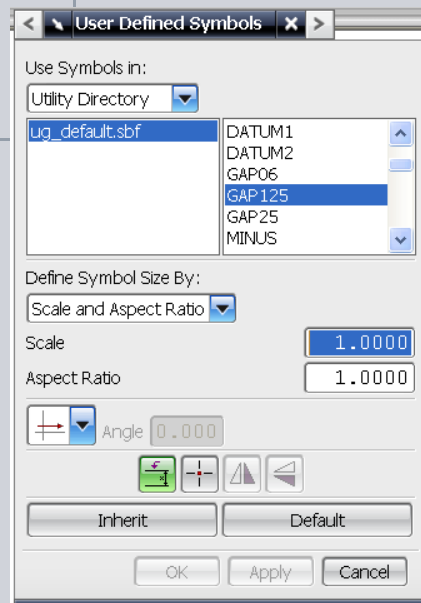 User Defined Symbols
Use Symbols in:
Utility Directory
ug_default.sbf
DATUM1
DATUM2
GAP06
GAP125
GAP25
MINUS
Define Symbol Size By:
Scale and Aspect Ratio
Scale 1.0000
Aspect Ratio 1.0000
Angle 0.000
Inherit Default
OK Apply Cancel